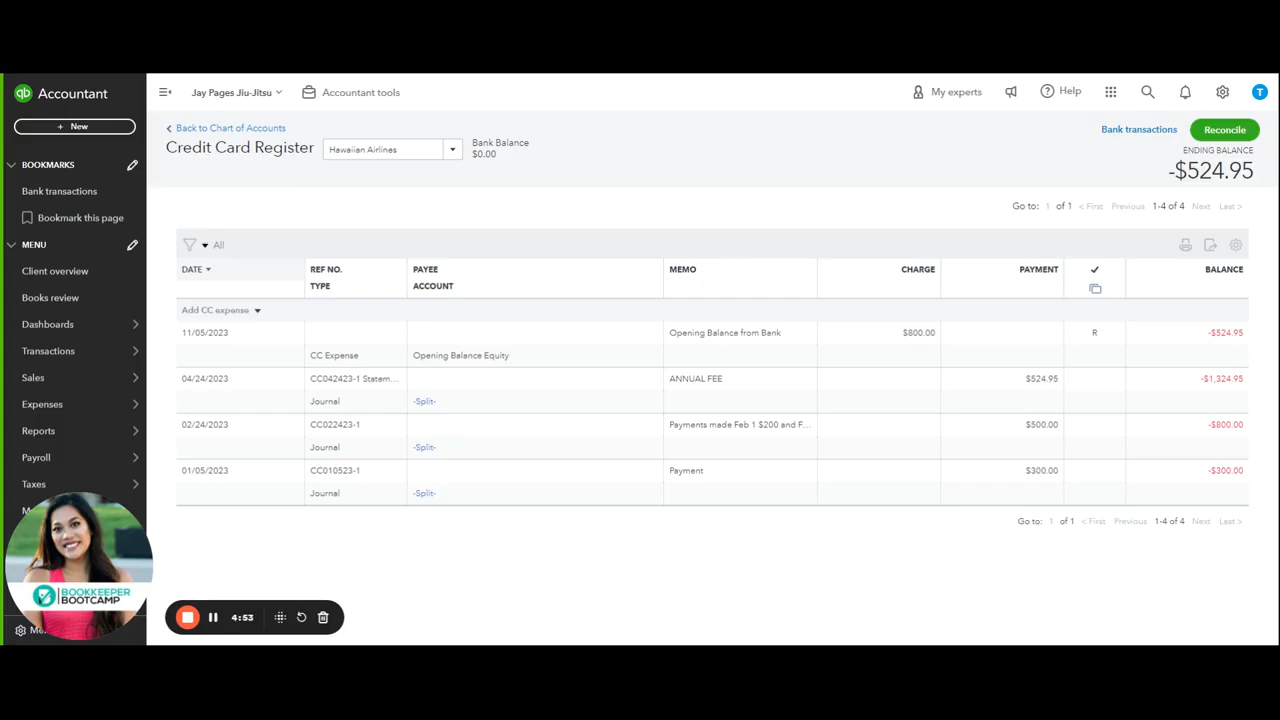 qb Accountant
Jay Pages Jiu-Jitsu
Accountant tools
My experts
Help
T
+ New
Back to Chart of Accounts
Credit Card Register
Hawaiian Airlines
Bank Balance
$0.00
Bank transactions
Reconcile
ENDING BALANCE
-$524.95
BOOKMARKS
Bank transactions
Bookmark this page
MENU
Client overview
Books review
Dashboards
Transactions
Sales
Expenses
Reports
Payroll
Taxes
Go to: 1 of 1 < First Previous 1-4 of 4 Next Last >
All
DATE REF NO. PAYEE MEMO CHARGE PAYMENT BALANCE
TYPE ACCOUNT
Add CC expense
11/05/2023 Opening Balance from Bank $800.00 R -$524.95
CC Expense Opening Balance Equity
04/24/2023 CC042423-1 Statem... ANNUAL FEE $524.95 -$1,324.95
Journal -Split-
02/24/2023 CC022423-1 Payments made Feb 1 $200 and F... $500.00 -$800.00
Journal -Split-
01/05/2023 CC010523-1 Payment $300.00 -$300.00
Journal -Split-
Go to: 1 of 1 < First Previous 1-4 of 4 Next Last >
BOOKKEEPER
BOOTCAMP
4:53